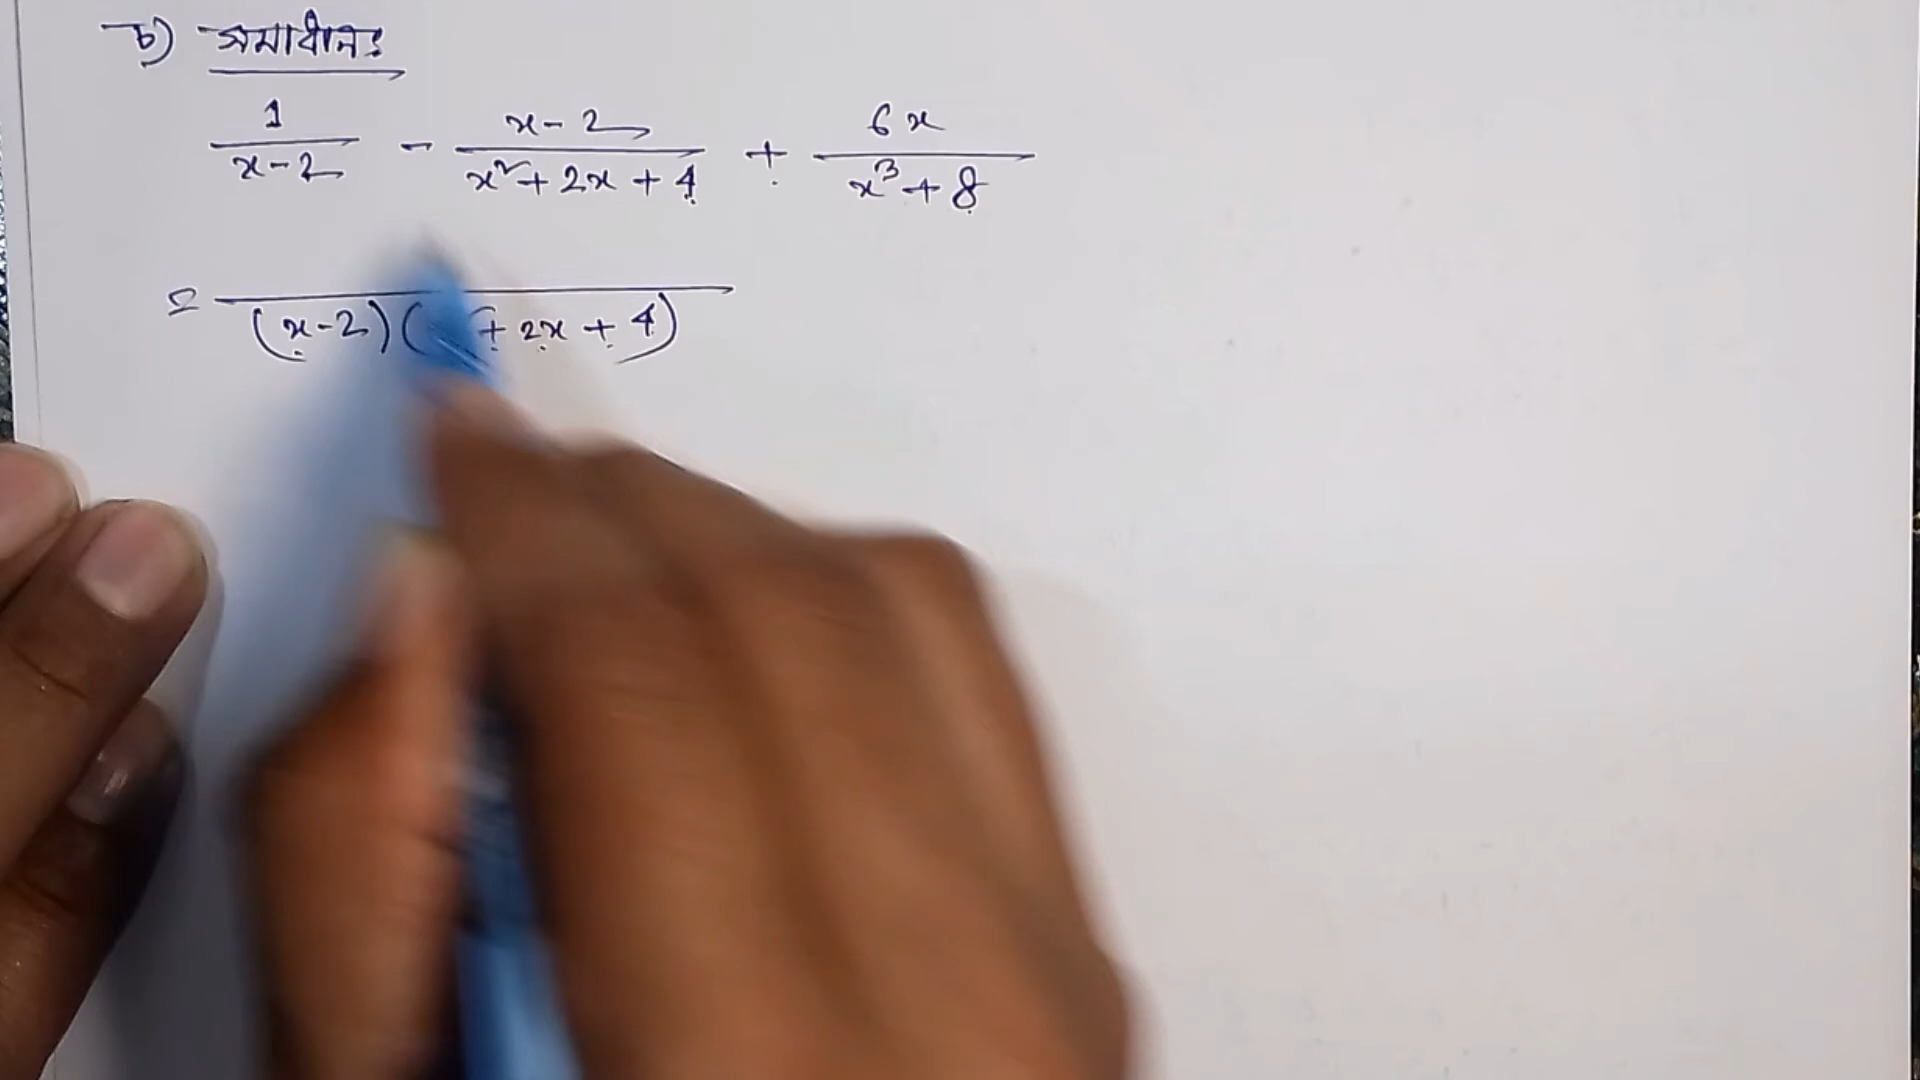 চ) সমাধানঃ
1/(x-2) - (x-2)/(x²+2x+4) + 6x/(x³+8)
= /(x-2)( +2x+4)